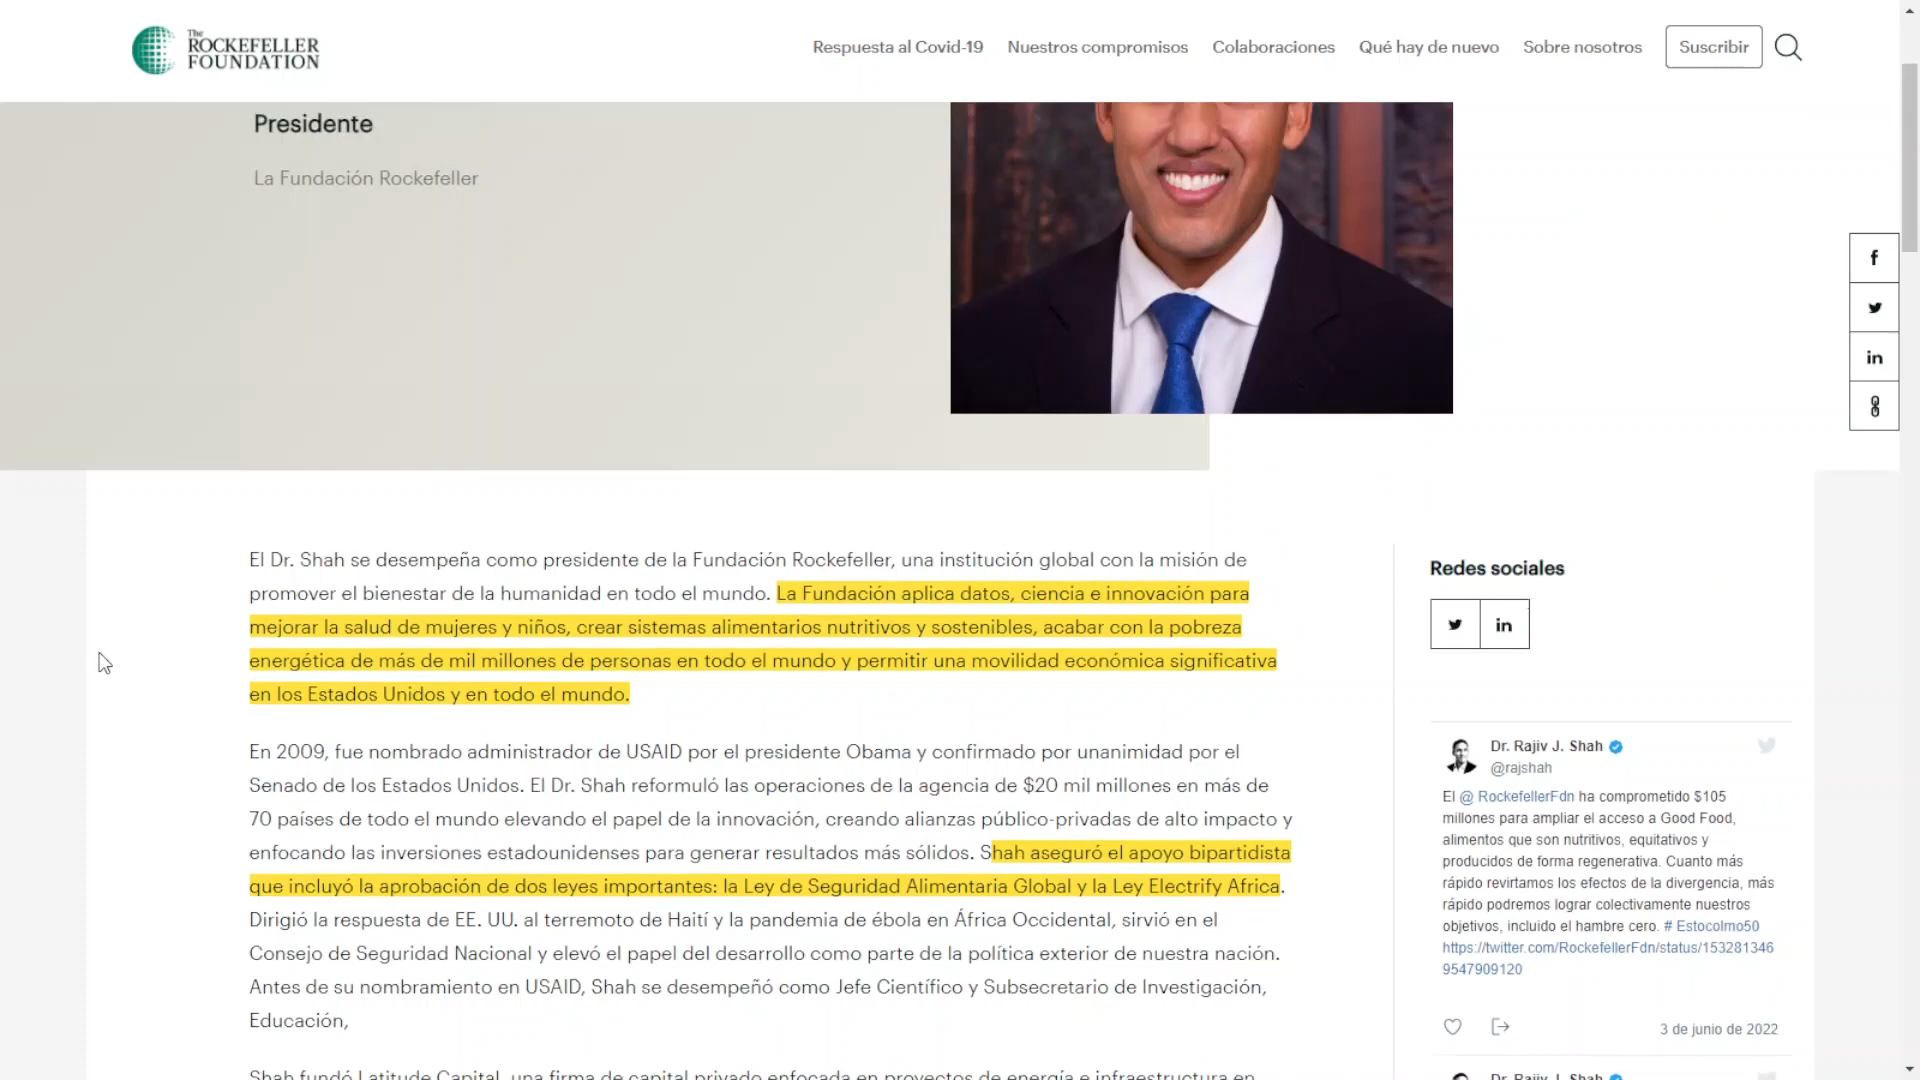 The
ROCKEFELLER
FOUNDATION
Respuesta al Covid-19
Nuestros compromisos
Colaboraciones
Qué hay de nuevo
Sobre nosotros
Suscribir
Presidente
La Fundación Rockefeller
El Dr. Shah se desempeña como presidente de la Fundación Rockefeller, una institución global con la misión de
promover el bienestar de la humanidad en todo el mundo. La Fundación aplica datos, ciencia e innovación para
mejorar la salud de mujeres y niños, crear sistemas alimentarios nutritivos y sostenibles, acabar con la pobreza
energética de más de mil millones de personas en todo el mundo y permitir una movilidad económica significativa
en los Estados Unidos y en todo el mundo.
En 2009, fue nombrado administrador de USAID por el presidente Obama y confirmado por unanimidad por el
Senado de los Estados Unidos. El Dr. Shah reformuló las operaciones de la agencia de $20 mil millones en más de
70 países de todo el mundo elevando el papel de la innovación, creando alianzas público-privadas de alto impacto y
enfocando las inversiones estadounidenses para generar resultados más sólidos. Shah aseguró el apoyo bipartidista
que incluyó la aprobación de dos leyes importantes: la Ley de Seguridad Alimentaria Global y la Ley Electrify Africa.
Dirigió la respuesta de EE. UU. al terremoto de Haití y la pandemia de ébola en África Occidental, sirvió en el
Consejo de Seguridad Nacional y elevó el papel del desarrollo como parte de la política exterior de nuestra nación.
Antes de su nombramiento en USAID, Shah se desempeñó como Jefe Científico y Subsecretario de Investigación,
Educación,
Shah fundó Latitude Capital, una firma de capital privado enfocada en proyectos de energía e infraestructura en
Redes sociales
Dr. Rajiv J. Shah
@rajshah
El @ RockefellerFdn ha comprometido $105
millones para ampliar el acceso a Good Food,
alimentos que son nutritivos, equitativos y
producidos de forma regenerativa. Cuanto más
rápido revirtamos los efectos de la divergencia, más
rápido podremos lograr colectivamente nuestros
objetivos, incluido el hambre cero. # Estocolmo50
https://twitter.com/RockefellerFdn/status/153281346
9547909120
3 de junio de 2022
Dr. Rajiv J. Shah